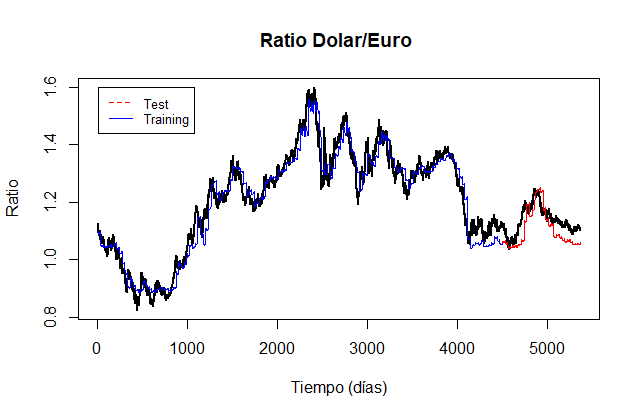 Ratio Dolar/Euro
Test
Training
Ratio
1.6
1.4
1.2
1.0
0.8
0 1000 2000 3000 4000 5000
Tiempo (días)